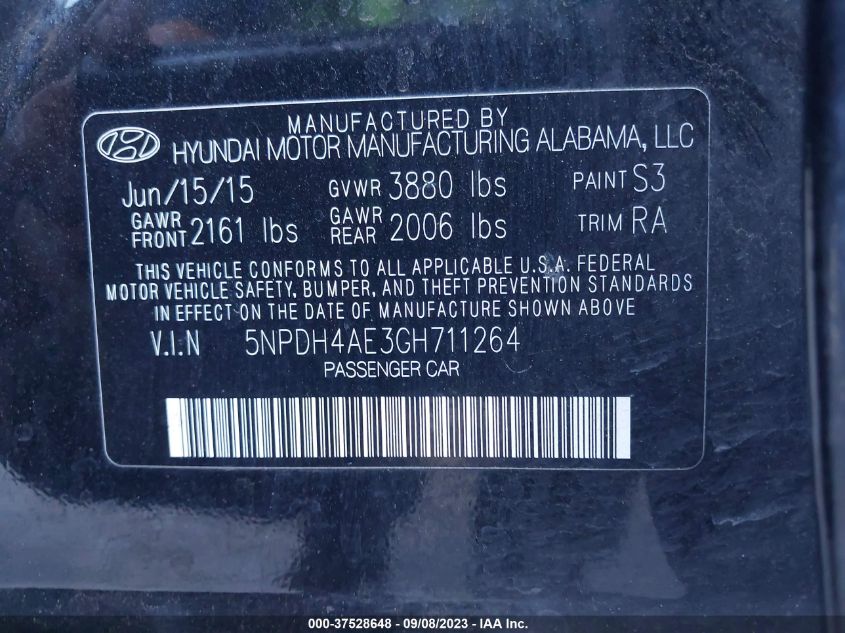 MANUFACTURED BY
HYUNDAI MOTOR MANUFACTURING ALABAMA, LLC
Jun/15/15 GVWR 3880 lbs PAINT S3
GAWR FRONT 2161 lbs GAWR REAR 2006 lbs TRIM RA
THIS VEHICLE CONFORMS TO ALL APPLICABLE U.S.A. FEDERAL
MOTOR VEHICLE SAFETY, BUMPER, AND THEFT PREVENTION STANDARDS
IN EFFECT ON THE DATE OF MANUFACTURE SHOWN ABOVE
V.I.N 5NPDH4AE3GH711264
PASSENGER CAR
000-37528648 - 09/08/2023 - IAA Inc.